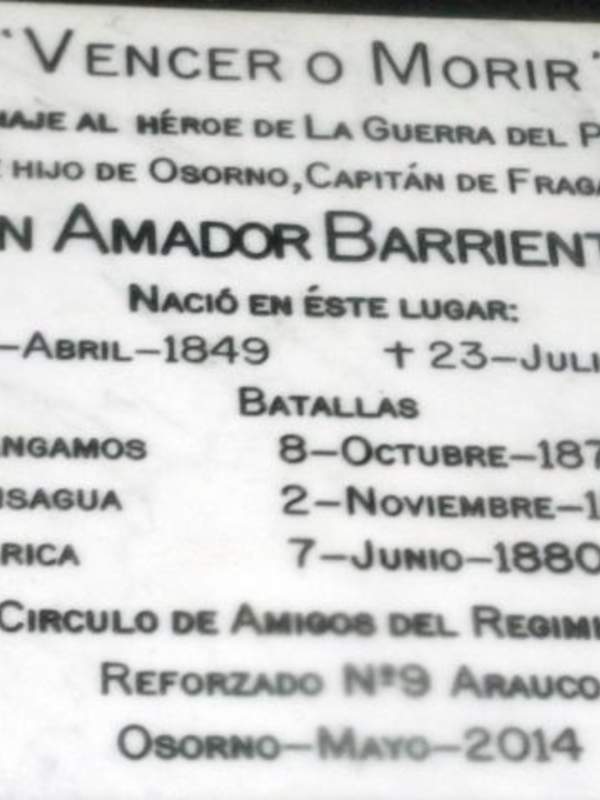 "VENCER O MORIR"
HAJE AL HÉROE DE LA GUERRA DEL P
E HIJO DE OSORNO, CAPITÁN DE FRAGA
N AMADOR BARRIENT
NACIÓ EN ÉSTE LUGAR:
–ABRIL–1849 † 23–JULI
BATALLAS
NGAMOS 8–OCTUBRE–187
ISAGUA 2–NOVIEMBRE–1
RICA 7–JUNIO–1880
CIRCULO DE AMIGOS DEL REGIMI
REFORZADO Nº9 ARAUCO
OSORNO–MAYO–2014